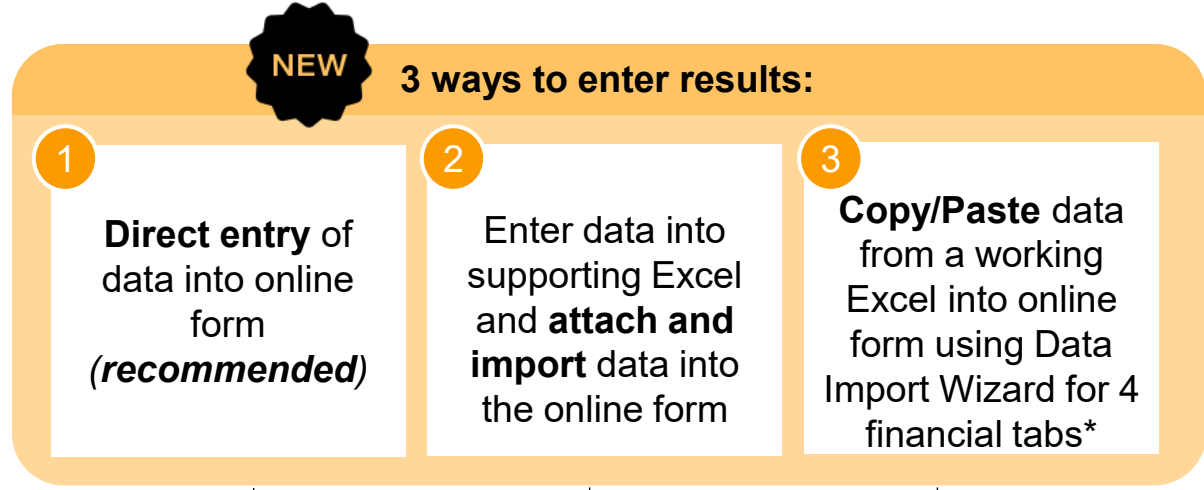 NEW
3 ways to enter results:
1
Direct entry of
data into online
form
(recommended)
2
Enter data into
supporting Excel
and attach and
import data into
the online form
3
Copy/Paste data
from a working
Excel into online
form using Data
Import Wizard for 4
financial tabs*